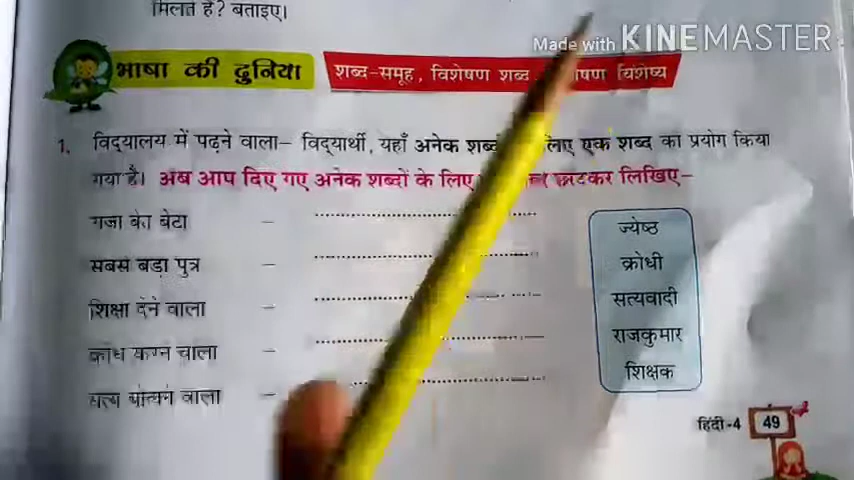 मिलते हैं? बताइए।
Made with KINEMASTER
भाषा की दुनिया
शब्द-समूह, विशेषण शब्द, विशेष्य
1. विद्यालय में पढ़ने वाला– विद्यार्थी, यहाँ अनेक शब्दों लिए एक शब्द का प्रयोग किया
गया है। अब आप दिए गए अनेक शब्दों के लिए छाँटकर लिखिए–
राजा का बेटा –
सबसे बड़ा पुत्र –
शिक्षा देने वाला –
क्रोध करने वाला –
सत्य बोलने वाला –
ज्येष्ठ
क्रोधी
सत्यवादी
राजकुमार
शिक्षक
हिंदी-4 49